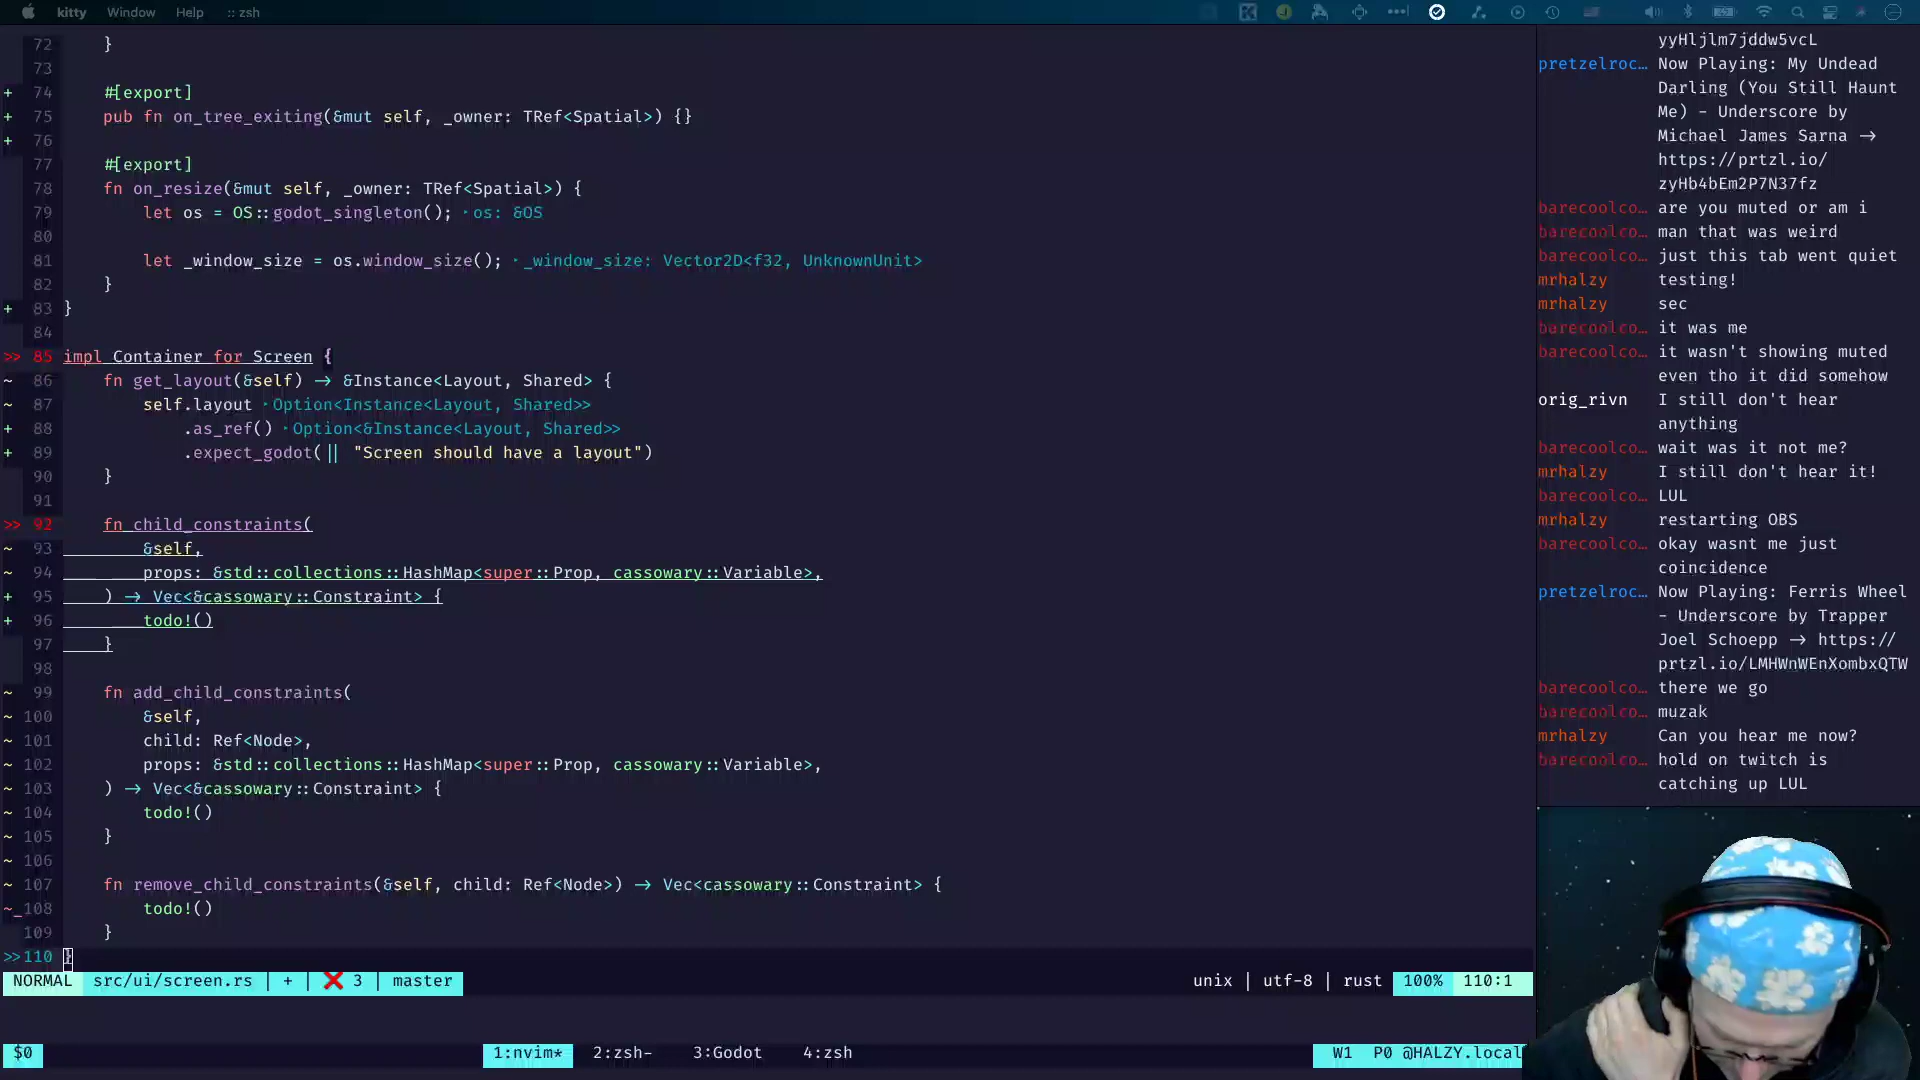 kitty Window Help :: zsh
72 }
73
+ 74 #[export]
+ 75 pub fn on_tree_exiting(&mut self, _owner: TRef<Spatial>) {}
+ 76
77 #[export]
78 fn on_resize(&mut self, _owner: TRef<Spatial>) {
79 let os = OS::godot_singleton(); · os: &OS
80
81 let _window_size = os.window_size(); · _window_size: Vector2D<f32, UnknownUnit>
82 }
+ 83 }
84
>> 85 impl Container for Screen {
~ 86 fn get_layout(&self) → &Instance<Layout, Shared> {
~ 87 self.layout · Option<Instance<Layout, Shared>>
+ 88 .as_ref() · Option<&Instance<Layout, Shared>>
+ 89 .expect_godot(|| "Screen should have a layout")
90 }
91
>> 92 fn child_constraints(
~ 93 &self,
~ 94 props: &std::collections::HashMap<super::Prop, cassowary::Variable>,
+ 95 ) → Vec<&cassowary::Constraint> {
+ 96 todo!()
97 }
98
~ 99 fn add_child_constraints(
~ 100 &self,
~ 101 child: Ref<Node>,
~ 102 props: &std::collections::HashMap<super::Prop, cassowary::Variable>,
~ 103 ) → Vec<&cassowary::Constraint> {
~ 104 todo!()
~ 105 }
~ 106
~ 107 fn remove_child_constraints(&self, child: Ref<Node>) → Vec<cassowary::Constraint> {
~_108 todo!()
109 }
>>110 }
NORMAL src/ui/screen.rs | + | ❌ 3 | master unix | utf-8 | rust 100% 110:1
$0 1:nvim* 2:zsh- 3:Godot 4:zsh W1 P0 @HALZY.local
yyHljlm7jddw5vcL
pretzelroc… Now Playing: My Undead
Darling (You Still Haunt
Me) - Underscore by
Michael James Sarna →
https://prtzl.io/
zyHb4bEm2P7N37fz
barecoolco… are you muted or am i
barecoolco… man that was weird
barecoolco… just this tab went quiet
mrhalzy testing!
mrhalzy sec
barecoolco… it was me
barecoolco… it wasn't showing muted
even tho it did somehow
orig_rivn I still don't hear
anything
barecoolco… wait was it not me?
mrhalzy I still don't hear it!
barecoolco… LUL
mrhalzy restarting OBS
barecoolco… okay wasnt me just
coincidence
pretzelroc… Now Playing: Ferris Wheel
- Underscore by Trapper
Joel Schoepp → https://
prtzl.io/LMHWnWEnXombxQTW
barecoolco… there we go
barecoolco… muzak
mrhalzy Can you hear me now?
barecoolco… hold on twitch is
catching up LUL